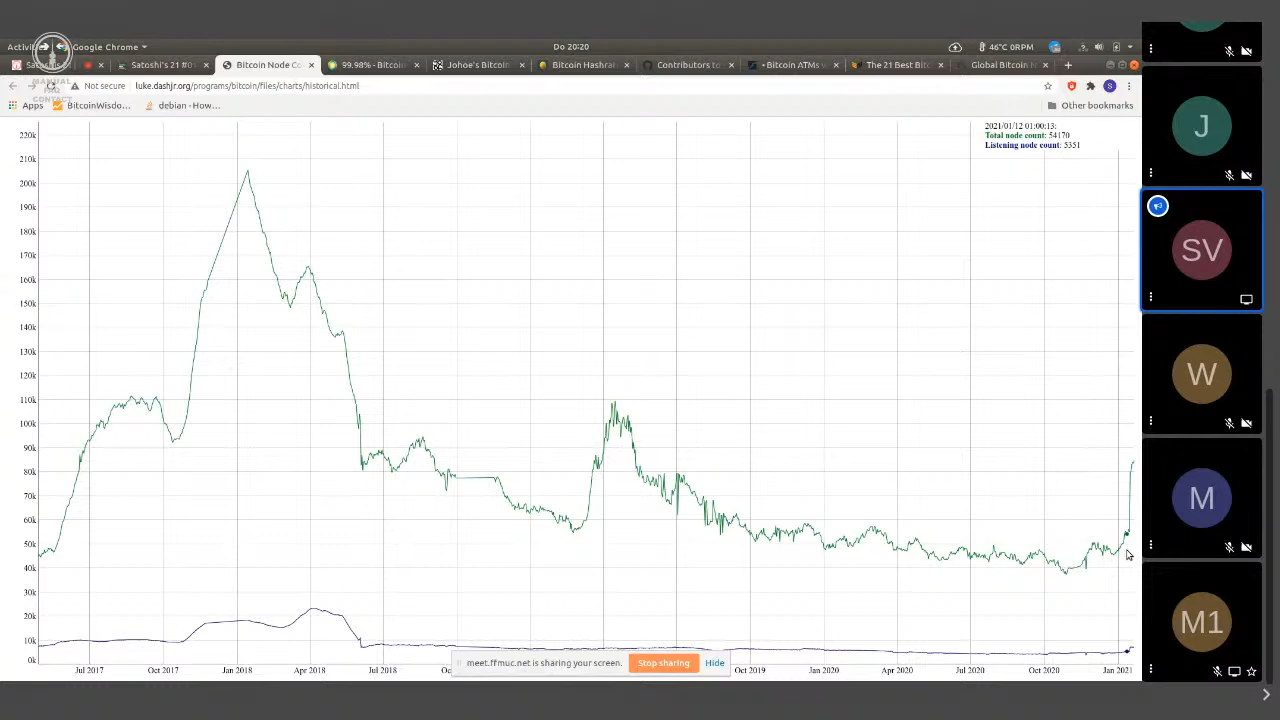 Activities
Google Chrome
Do 20:20
46°C 0RPM
Satoshi's 21 #0
Bitcoin Node Co
99.98% - Bitcoin
Johoe's Bitcoin
Bitcoin Hashra
Contributors to
• Bitcoin ATMs
The 21 Best Bit
Global Bitcoin
MANUAL
FAQ
CONTACT
Not secure
luke.dashjr.org/programs/bitcoin/files/charts/historical.html
S
Apps
BitcoinWisdo...
debian - How...
Other bookmarks
2021/01/12 01:00:13:
Total node count: 54170
Listening node count: 5351
220k
210k
200k
190k
180k
170k
160k
150k
140k
130k
120k
110k
100k
90k
80k
70k
60k
50k
40k
30k
20k
10k
0k
Jul 2017
Oct 2017
Jan 2018
Apr 2018
Jul 2018
Oct 2019
Jan 2020
Apr 2020
Jul 2020
Oct 2020
Jan 2021
meet.ffmuc.net is sharing your screen.
Stop sharing
Hide
J
SV
W
M
M1